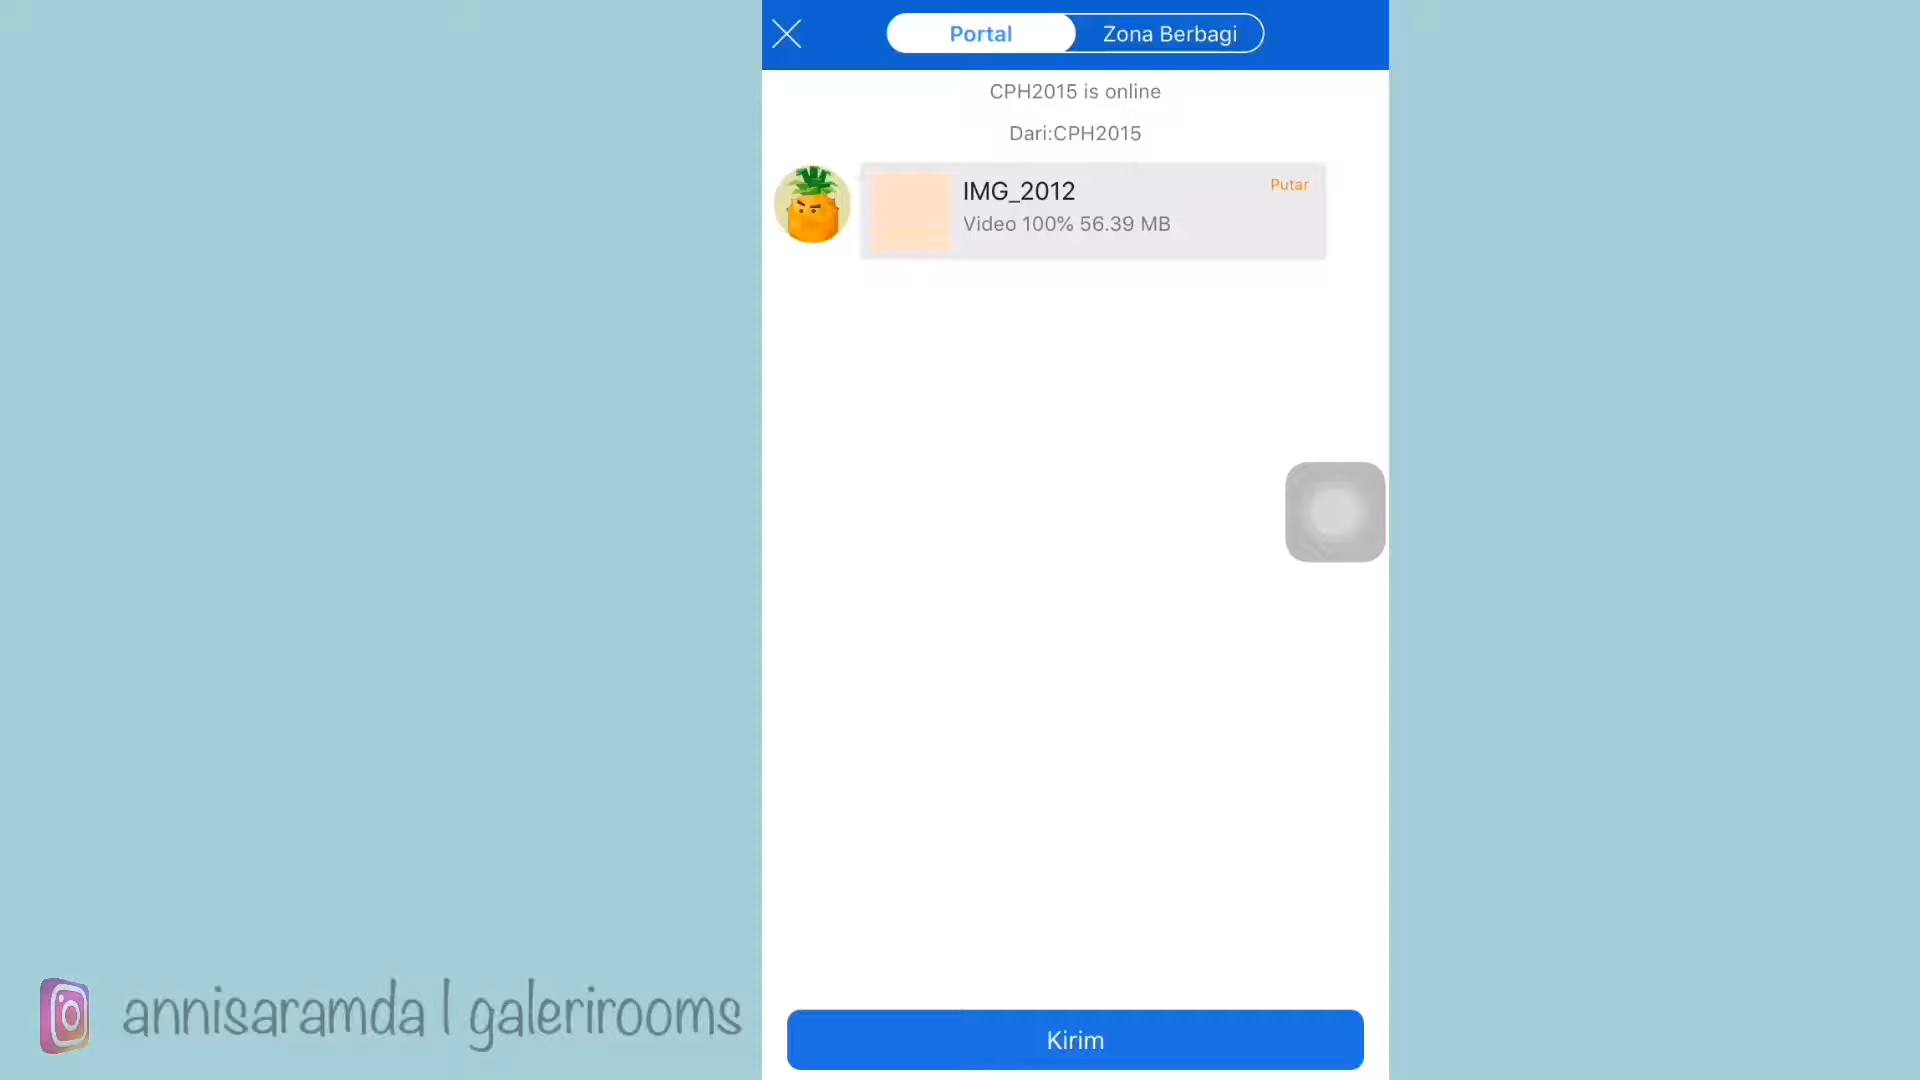 Portal
Zona Berbagi
CPH2015 is online
Dari:CPH2015
IMG_2012
Putar
Video 100% 56.39 MB
annisaramda | galerirooms
Kirim